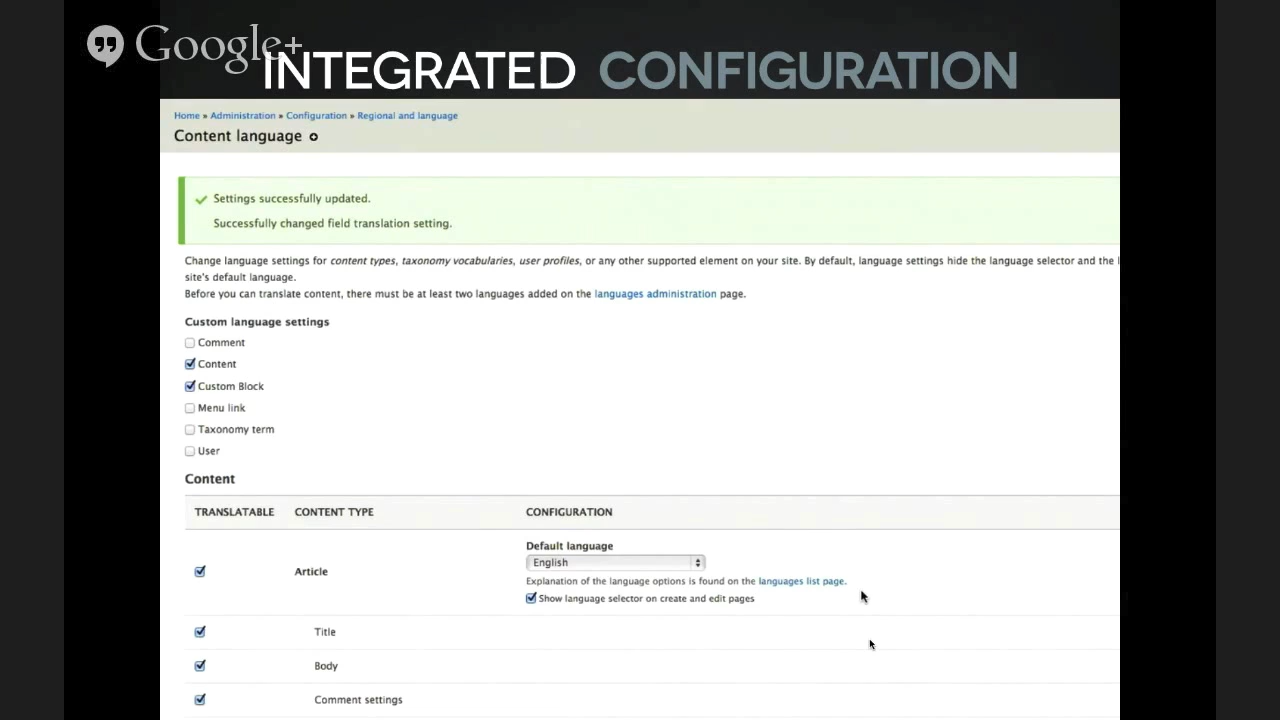 Google+
INTEGRATED CONFIGURATION
Home » Administration » Configuration » Regional and language
Content language
Settings successfully updated.
Successfully changed field translation setting.
Change language settings for content types, taxonomy vocabularies, user profiles, or any other supported element on your site. By default, language settings hide the language selector and the
site's default language.
Before you can translate content, there must be at least two languages added on the languages administration page.
Custom language settings
Comment
Content
Custom Block
Menu link
Taxonomy term
User
Content
TRANSLATABLE CONTENT TYPE CONFIGURATION
Default language
English
Article
Explanation of the language options is found on the languages list page.
Show language selector on create and edit pages
Title
Body
Comment settings